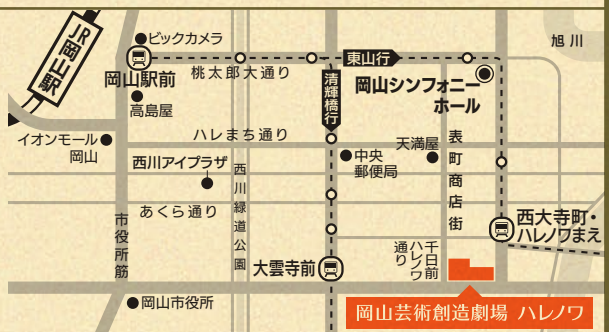 JR岡山駅
ビックカメラ
岡山駅前
桃太郎大通り
東山行
旭川
清輝橋行
岡山シンフォニー
ホール
高島屋
イオンモール
岡山
ハレまち通り
中央
郵便局
天満屋
表町商店街
西川アイプラザ
西川緑道公園
あくら通り
市役所筋
西大寺町・
ハレノワまえ
千日前
ハレノワ
通り
大雲寺前
岡山市役所
岡山芸術創造劇場 ハレノワ